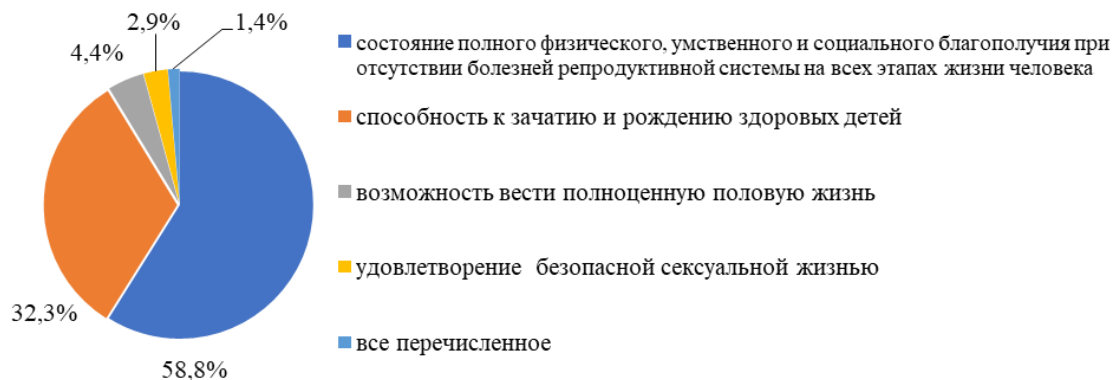 2,9%
1,4%
4,4%
32,3%
58,8%
состояние полного физического, умственного и социального благополучия при
отсутствии болезней репродуктивной системы на всех этапах жизни человека
способность к зачатию и рождению здоровых детей
возможность вести полноценную половую жизнь
удовлетворение безопасной сексуальной жизнью
все перечисленное